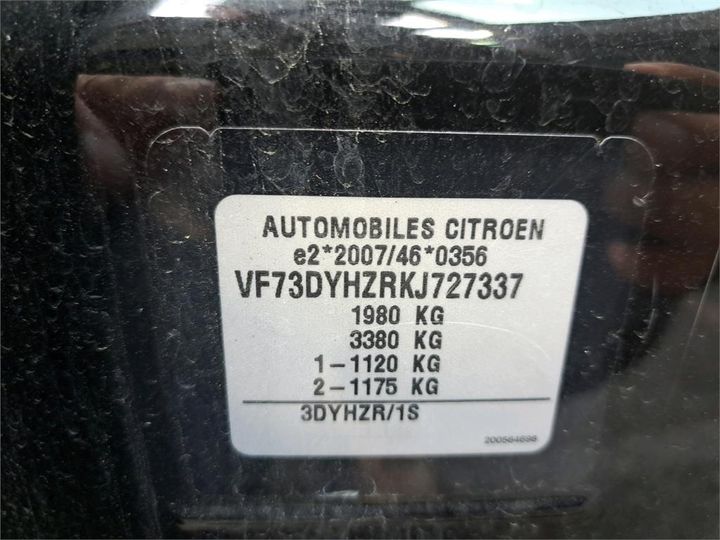 AUTOMOBILES CITROEN
e2*2007/46*0356
VF73DYHZRKJ727337
1980 KG
3380 KG
1-1120 KG
2-1175 KG
3DYHZR/1S
200564698